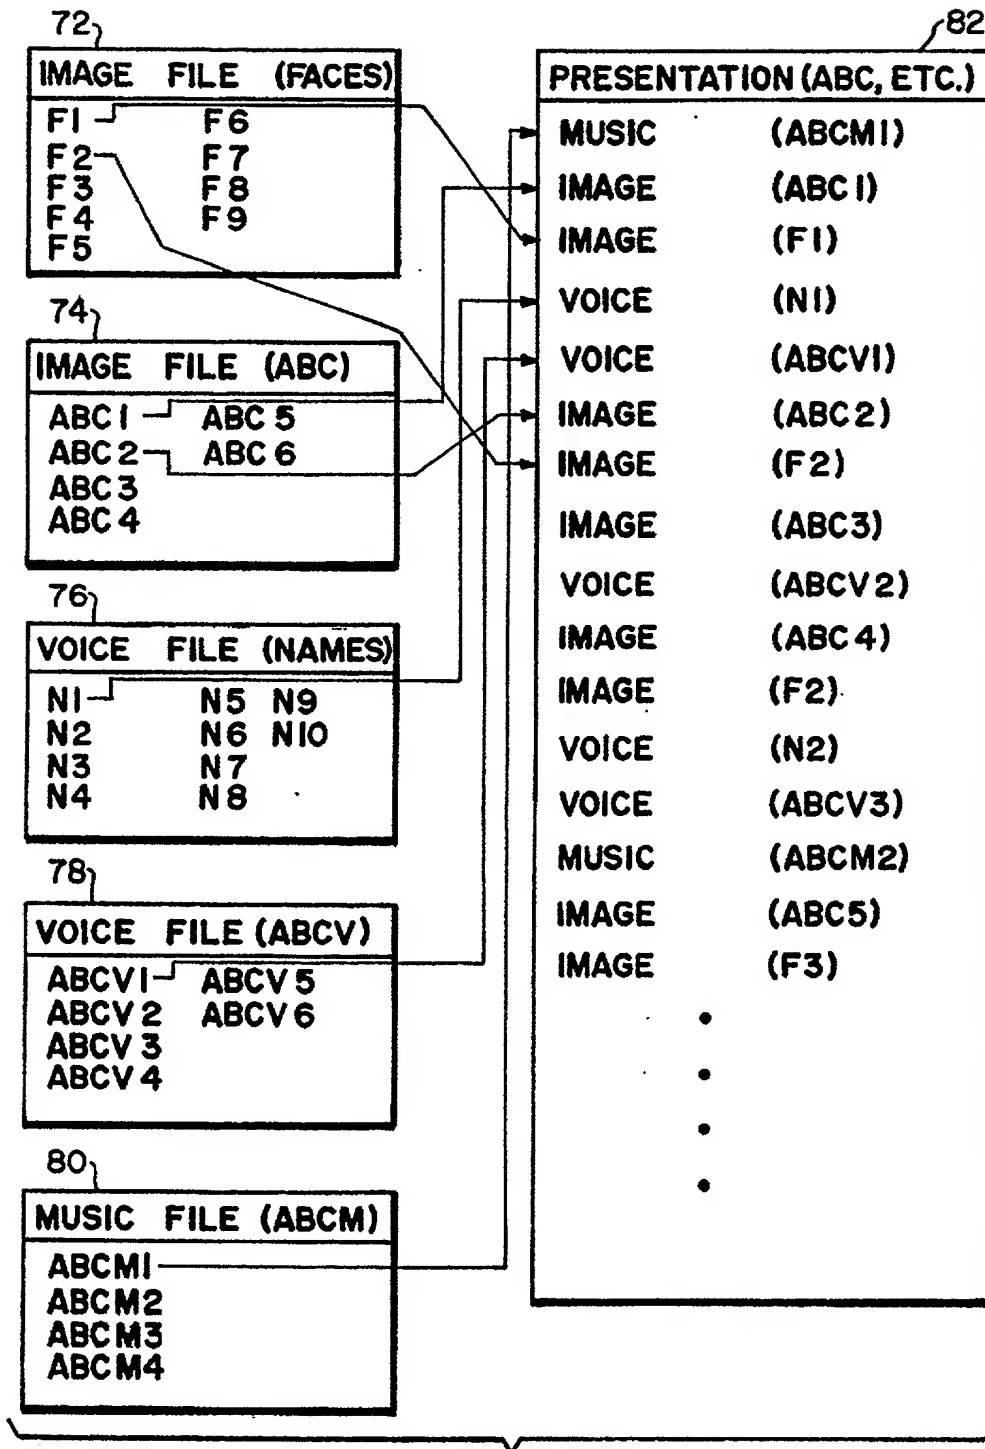 72
IMAGE FILE (FACES)
F1 F6
F2 F7
F3 F8
F4 F9
F5
74
IMAGE FILE (ABC)
ABC1 ABC5
ABC2 ABC6
ABC3
ABC4
76
VOICE FILE (NAMES)
N1 N5 N9
N2 N6 N10
N3 N7
N4 N8
78
VOICE FILE (ABCV)
ABCV1 ABCV5
ABCV2 ABCV6
ABCV3
ABCV4
80
MUSIC FILE (ABCM)
ABCM1
ABCM2
ABCM3
ABCM4
82
PRESENTATION (ABC, ETC.)
MUSIC (ABCM1)
IMAGE (ABC1)
IMAGE (F1)
VOICE (N1)
VOICE (ABCV1)
IMAGE (ABC2)
IMAGE (F2)
IMAGE (ABC3)
VOICE (ABCV2)
IMAGE (ABC4)
IMAGE (F2)
VOICE (N2)
VOICE (ABCV3)
MUSIC (ABCM2)
IMAGE (ABC5)
IMAGE (F3)